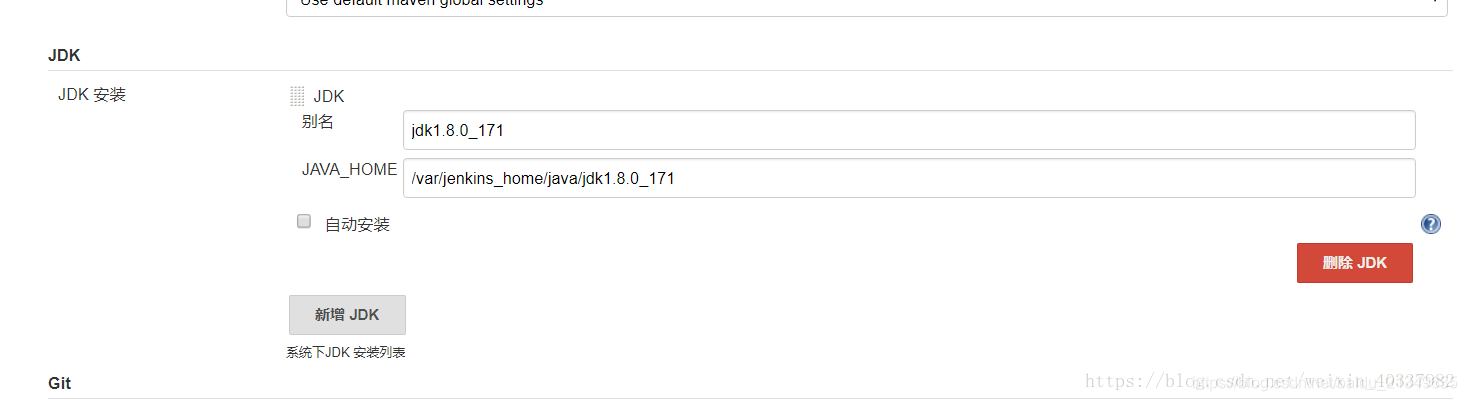 Use default maven global settings
JDK
JDK 安装
JDK
别名
jdk1.8.0_171
JAVA_HOME
/var/jenkins_home/java/jdk1.8.0_171
自动安装
删除 JDK
新增 JDK
系统下JDK 安装列表
Git
https://blog.csdn.net/weixin_40337982